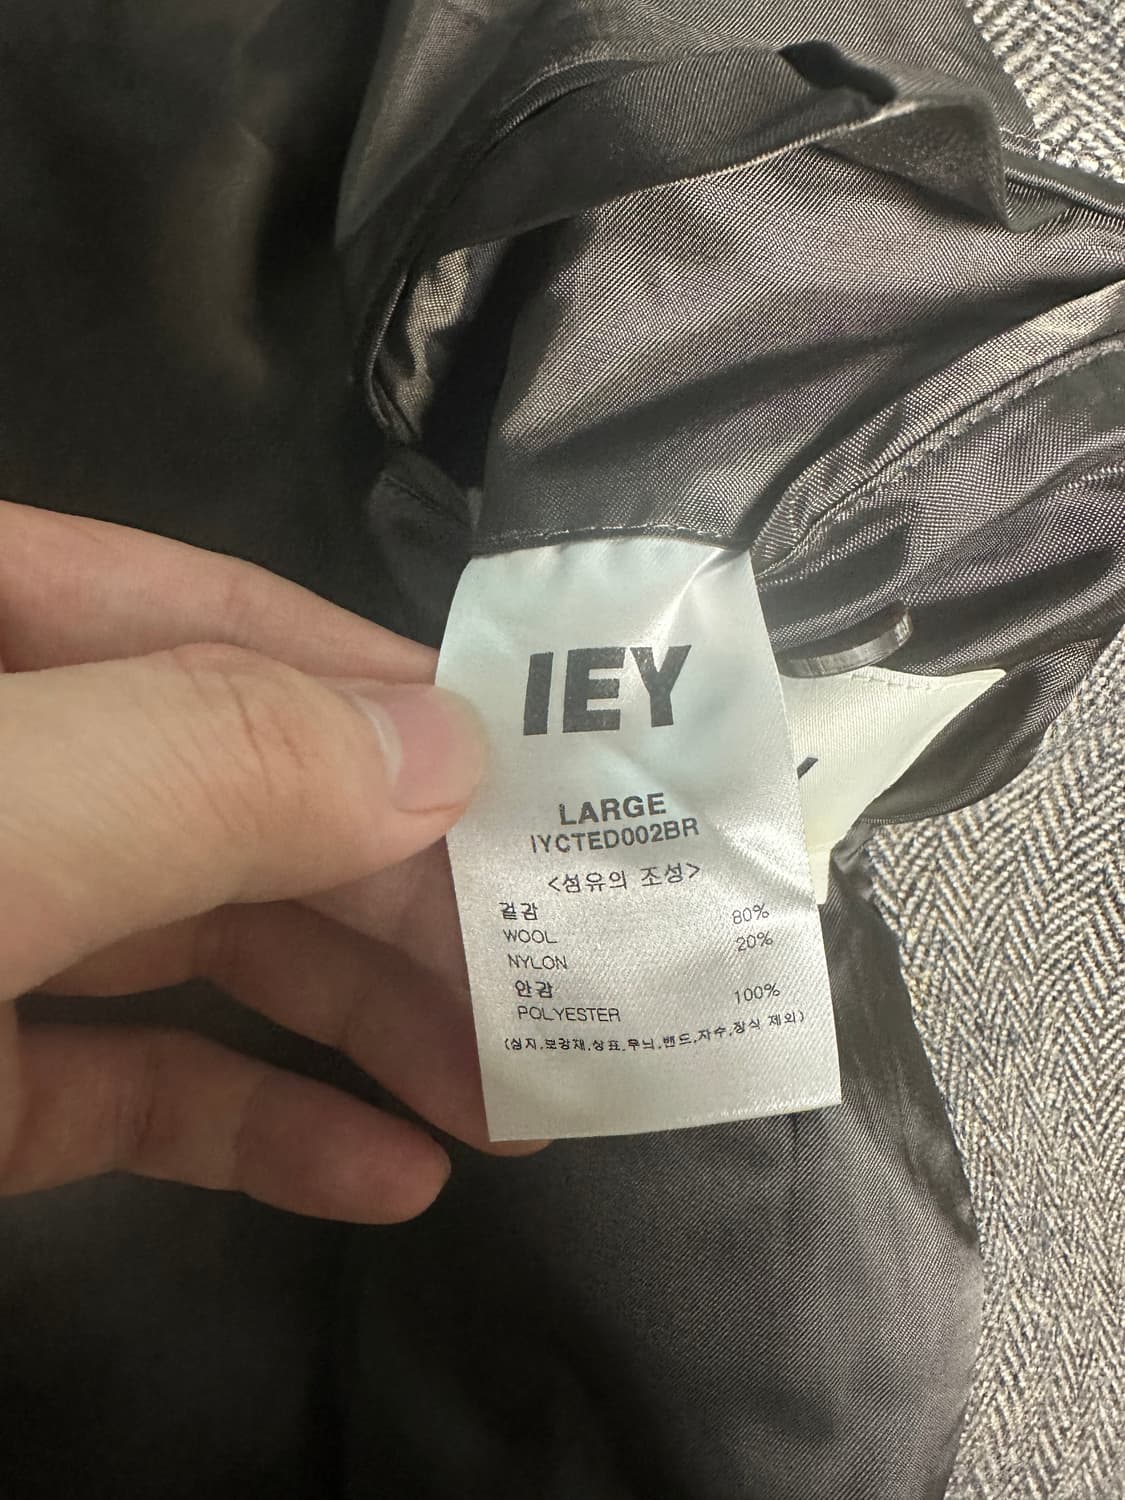 IEY
LARGE
IYCTED002BR
<섬유의 조성>
겉감
WOOL 80%
NYLON 20%
안감
POLYESTER 100%
(심지,보강재,상표,무늬,밴드,자수,장식 제외)
Y